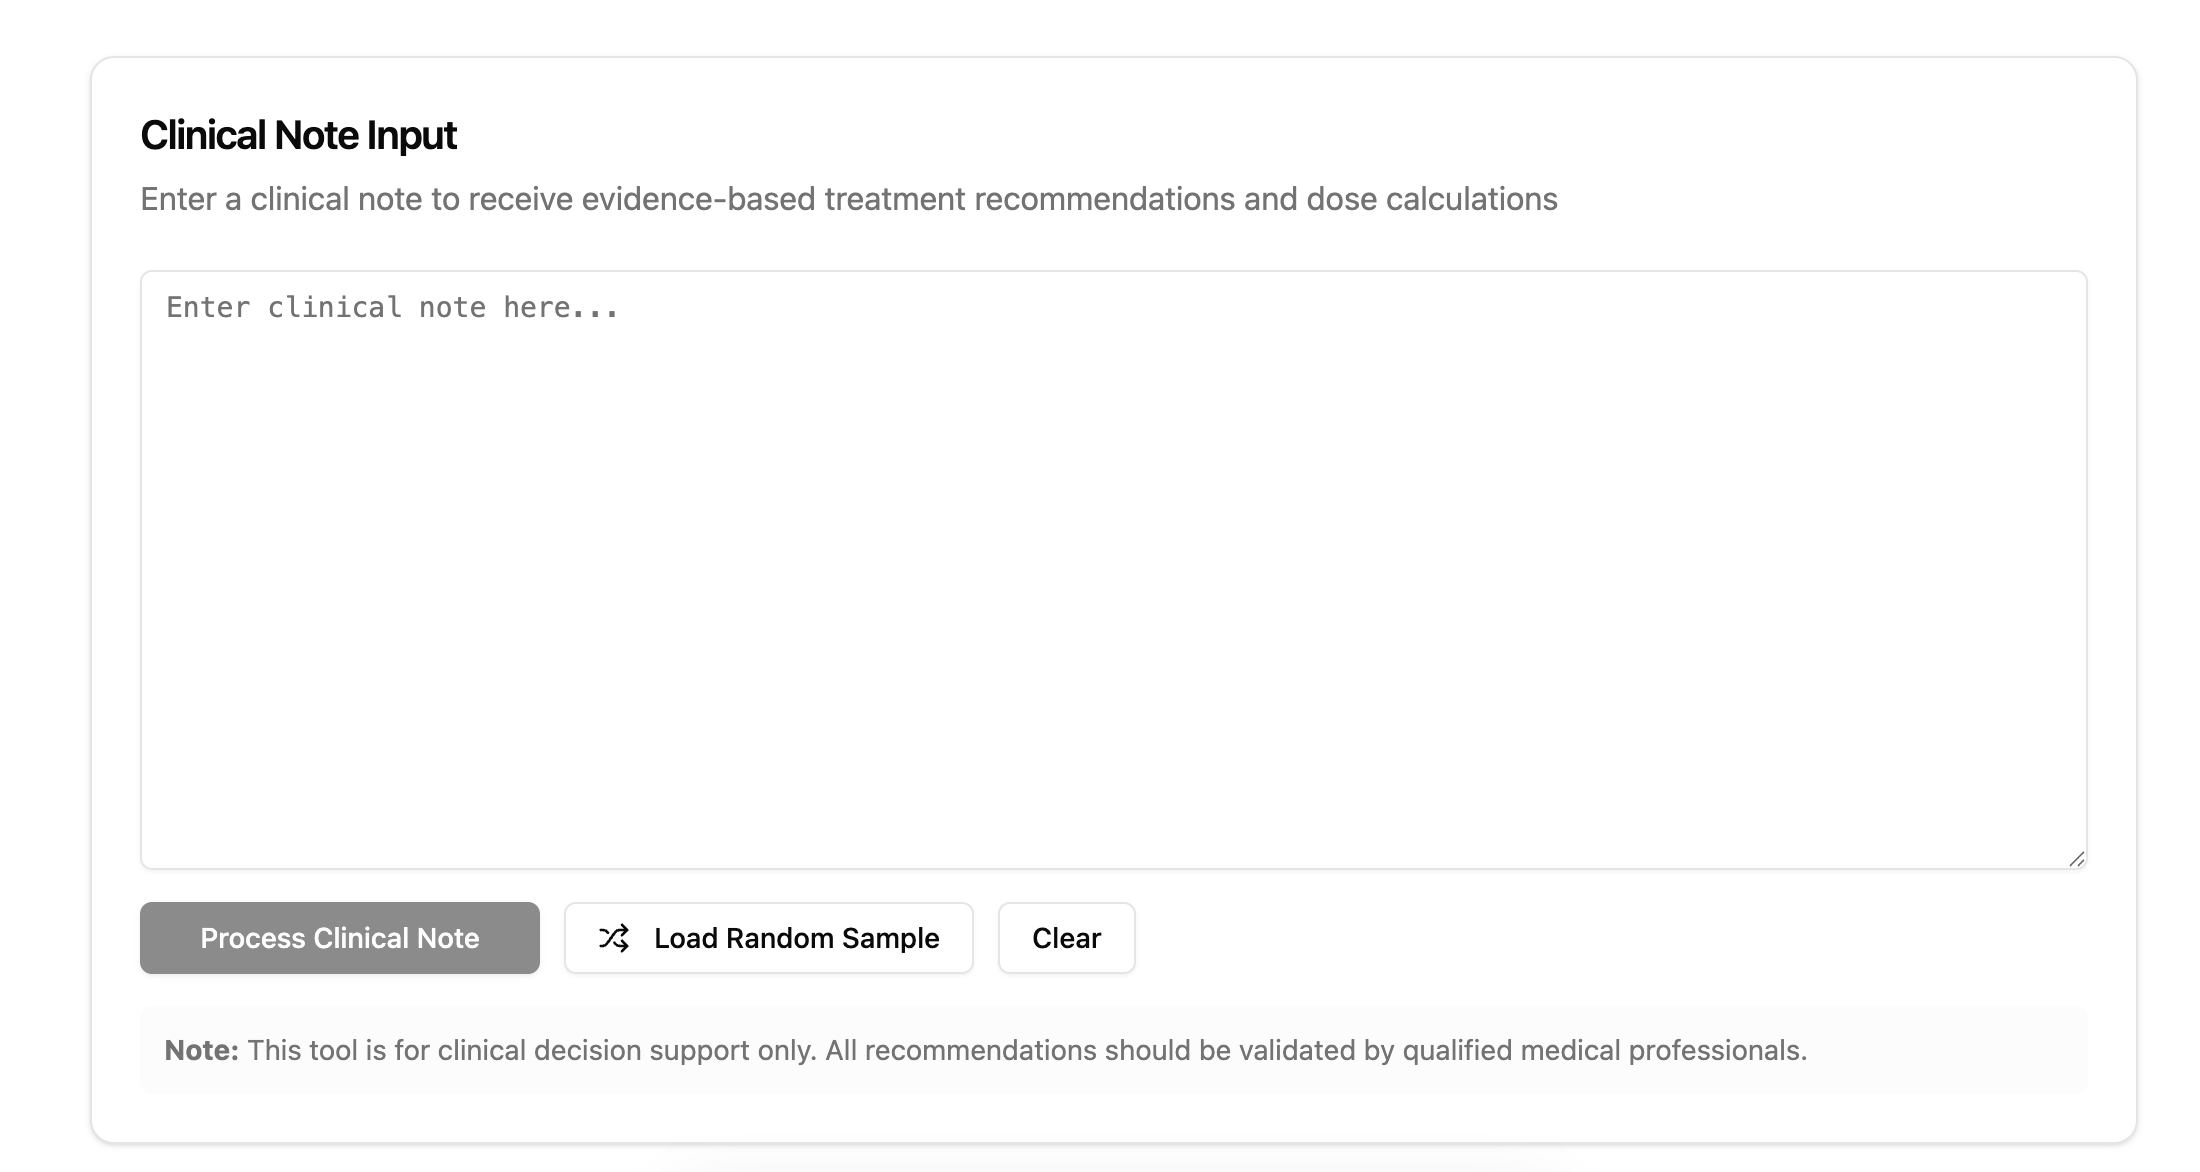 Clinical Note Input
Enter a clinical note to receive evidence-based treatment recommendations and dose calculations
Enter clinical note here...
Process Clinical Note
Load Random Sample
Clear
Note: This tool is for clinical decision support only. All recommendations should be validated by qualified medical professionals.